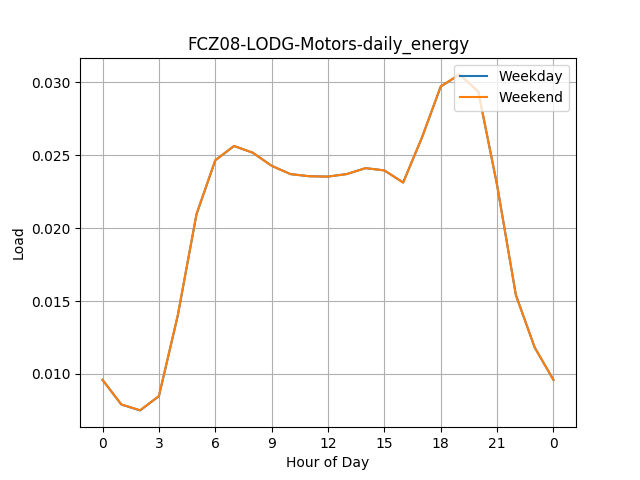 FCZ08-LODG-Motors-daily_energy
Weekday
Weekend
0.030
0.025
0.020
0.015
0.010
Load
0 3 6 9 12 15 18 21 0
Hour of Day